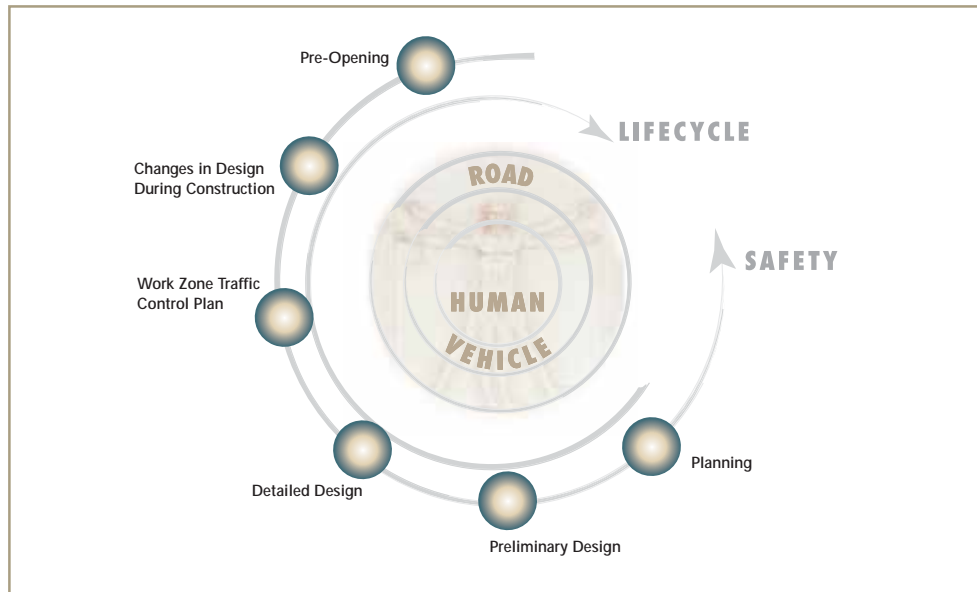 Pre-Opening
LIFECYCLE
Changes in Design
During Construction
ROAD
SAFETY
Work Zone Traffic
Control Plan
HUMAN
VEHICLE
Planning
Detailed Design
Preliminary Design